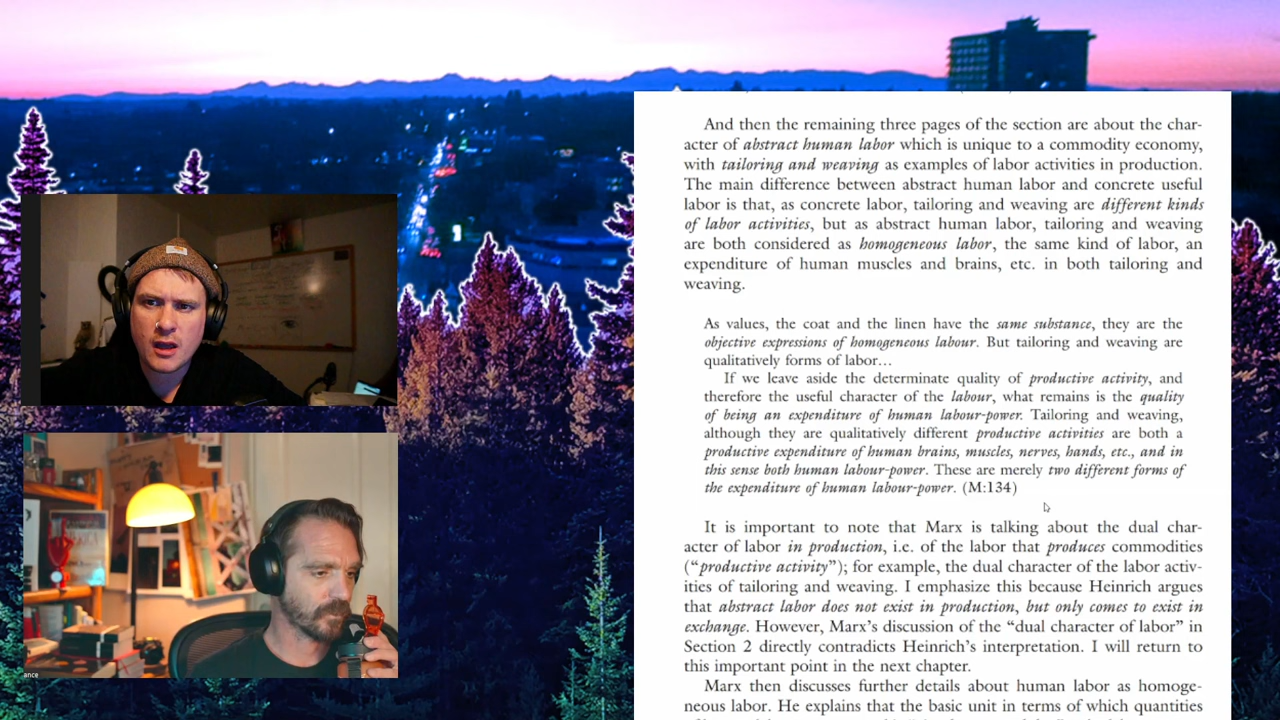 And then the remaining three pages of the section are about the char-
acter of abstract human labor which is unique to a commodity economy,
with tailoring and weaving as examples of labor activities in production.
The main difference between abstract human labor and concrete useful
labor is that, as concrete labor, tailoring and weaving are different kinds
of labor activities, but as abstract human labor, tailoring and weaving
are both considered as homogeneous labor, the same kind of labor, an
expenditure of human muscles and brains, etc. in both tailoring and
weaving.
As values, the coat and the linen have the same substance, they are the
objective expressions of homogeneous labour. But tailoring and weaving are
qualitatively forms of labor…
If we leave aside the determinate quality of productive activity, and
therefore the useful character of the labour, what remains is the quality
of being an expenditure of human labour-power. Tailoring and weaving,
although they are qualitatively different productive activities are both a
productive expenditure of human brains, muscles, nerves, hands, etc., and in
this sense both human labour-power. These are merely two different forms of
the expenditure of human labour-power. (M:134)
It is important to note that Marx is talking about the dual char-
acter of labor in production, i.e. of the labor that produces commodities
(“productive activity”); for example, the dual character of the labor activ-
ities of tailoring and weaving. I emphasize this because Heinrich argues
that abstract labor does not exist in production, but only comes to exist in
exchange. However, Marx’s discussion of the “dual character of labor” in
Section 2 directly contradicts Heinrich’s interpretation. I will return to
this important point in the next chapter.
Marx then discusses further details about human labor as homoge-
neous labor. He explains that the basic unit in terms of which quantities
ance